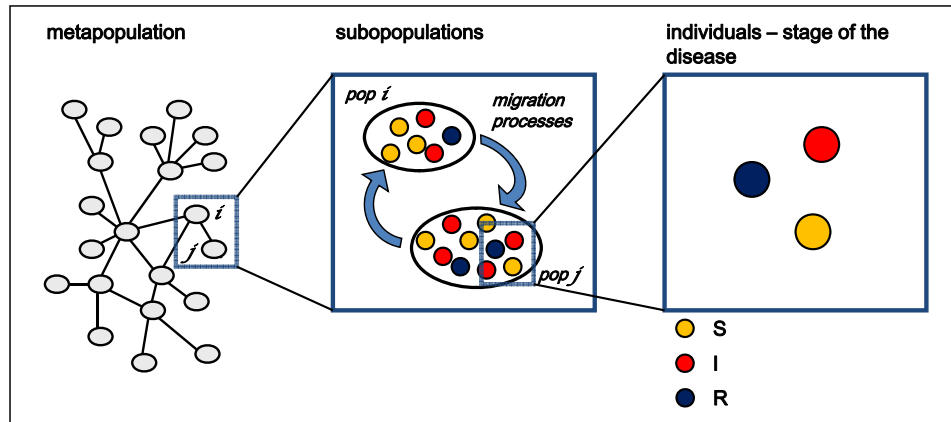 metapopulation
subopopulations
individuals – stage of the
disease
pop i
migration
processes
i
j
pop j
S
I
R